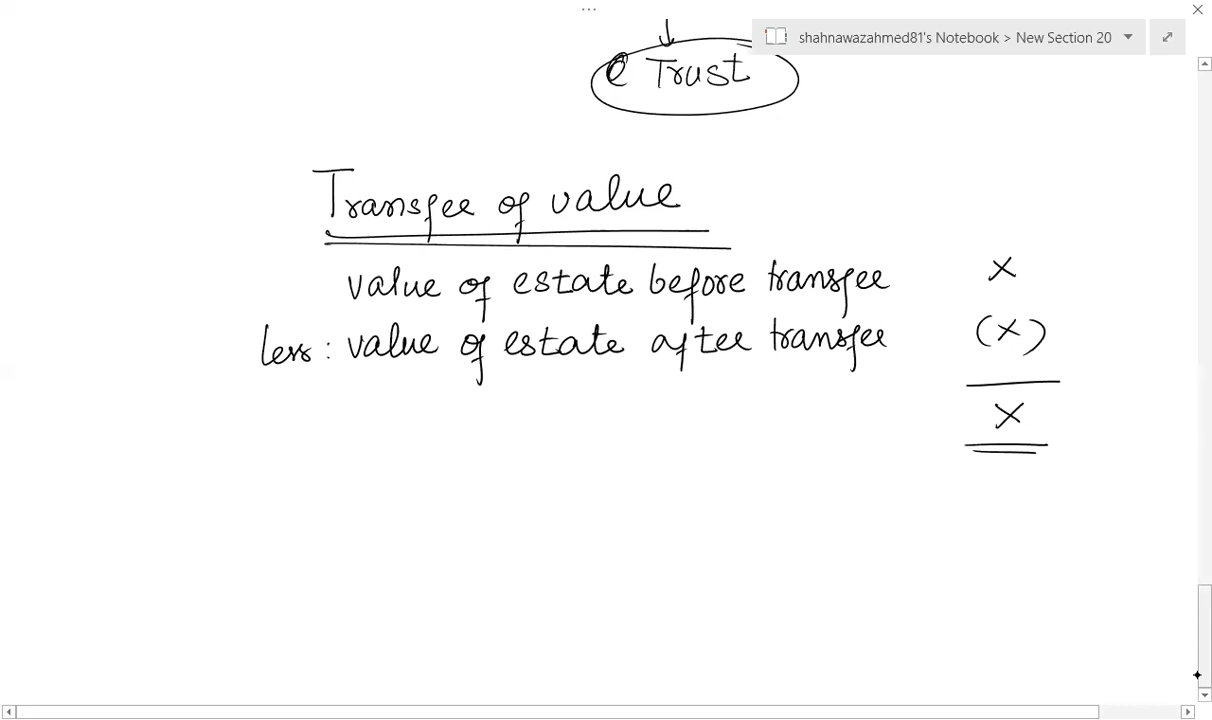 ...
shahnawazahmed81's Notebook > New Section 20
Trust
Transfer of value
value of estate before transfer X
less: value of estate after transfer (X)
X